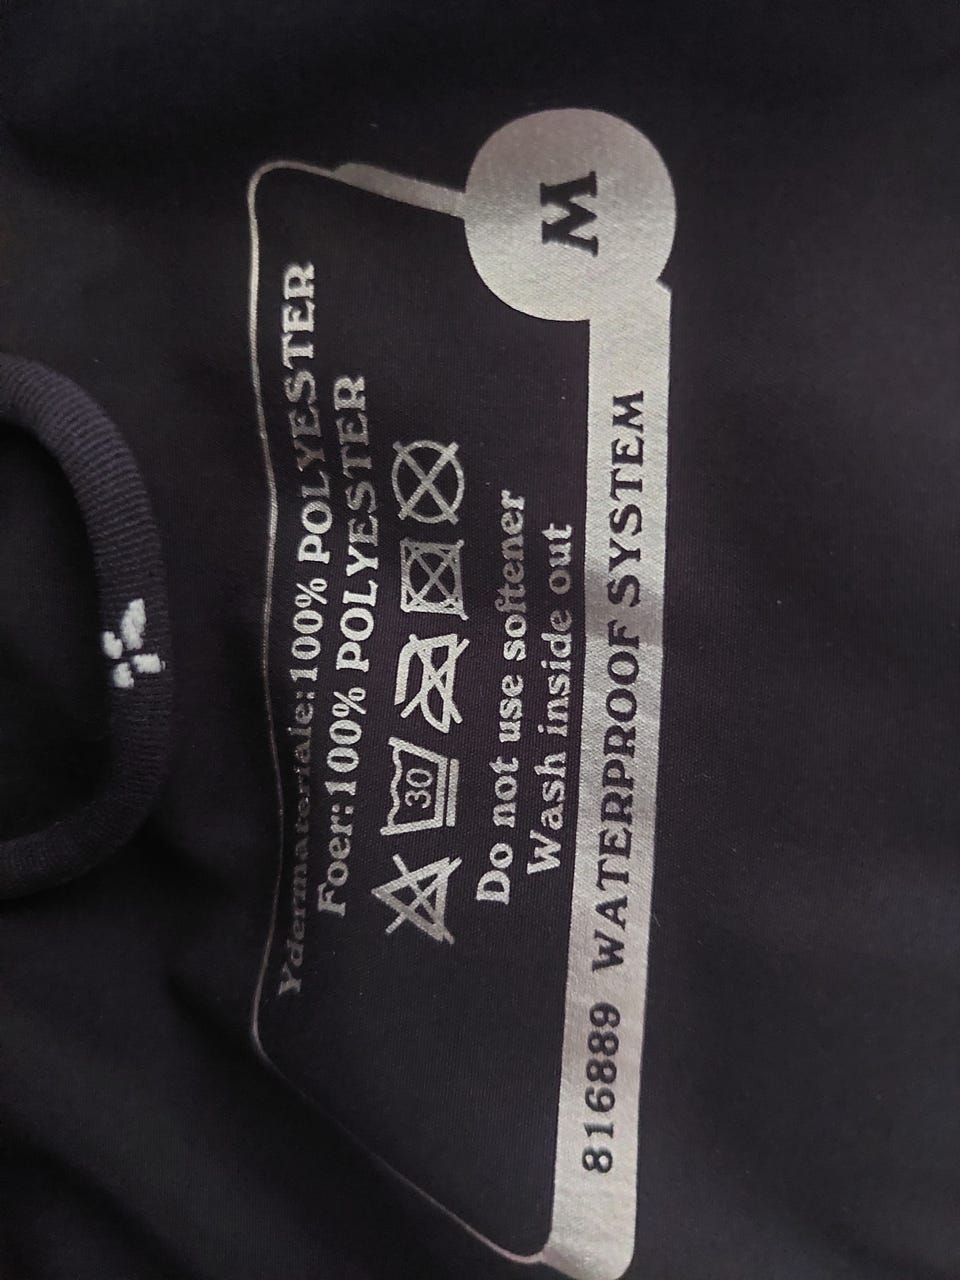 Ydermateriale: 100% POLYESTER
Foer: 100% POLYESTER
30
Do not use softener
Wash inside out
816889 WATERPROOF SYSTEM
M